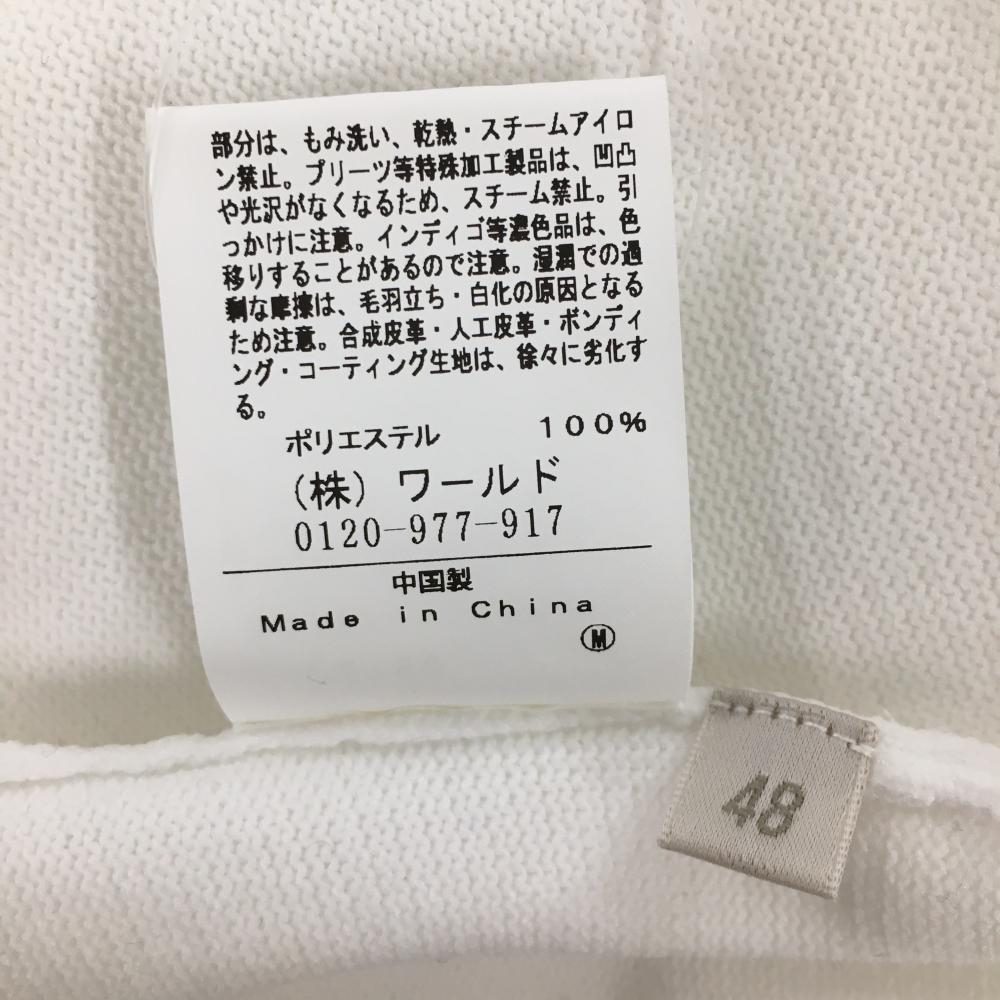 部分は、もみ洗い、乾熱・スチームアイロ
ン禁止。プリーツ等特殊加工製品は、凹凸
や光沢がなくなるため、スチーム禁止。引
っかけに注意。インディゴ等濃色品は、色
移りすることがあるので注意。湿潤での過
剰な摩擦は、毛羽立ち・白化の原因となる
ため注意。合成皮革・人工皮革・ボンディ
ング・コーティング生地は、徐々に劣化す
る。
ポリエステル 100%
(株) ワールド
0120-977-917
中国製
Made in China
Ⓜ
48